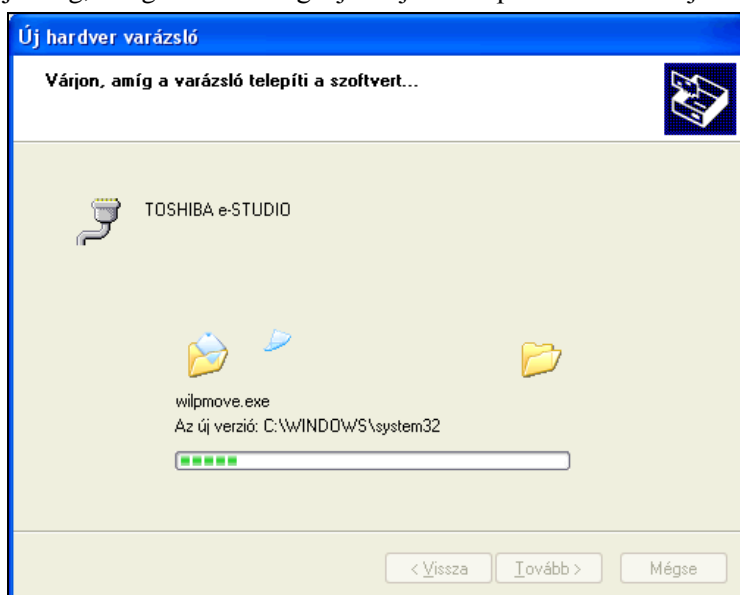 Új hardver varázsló
Várjon, amíg a varázsló telepíti a szoftvert...
TOSHIBA e-STUDIO
wilpmove.exe
Az új verzió: C:\WINDOWS\system32
< Vissza
Tovább >
Mégse